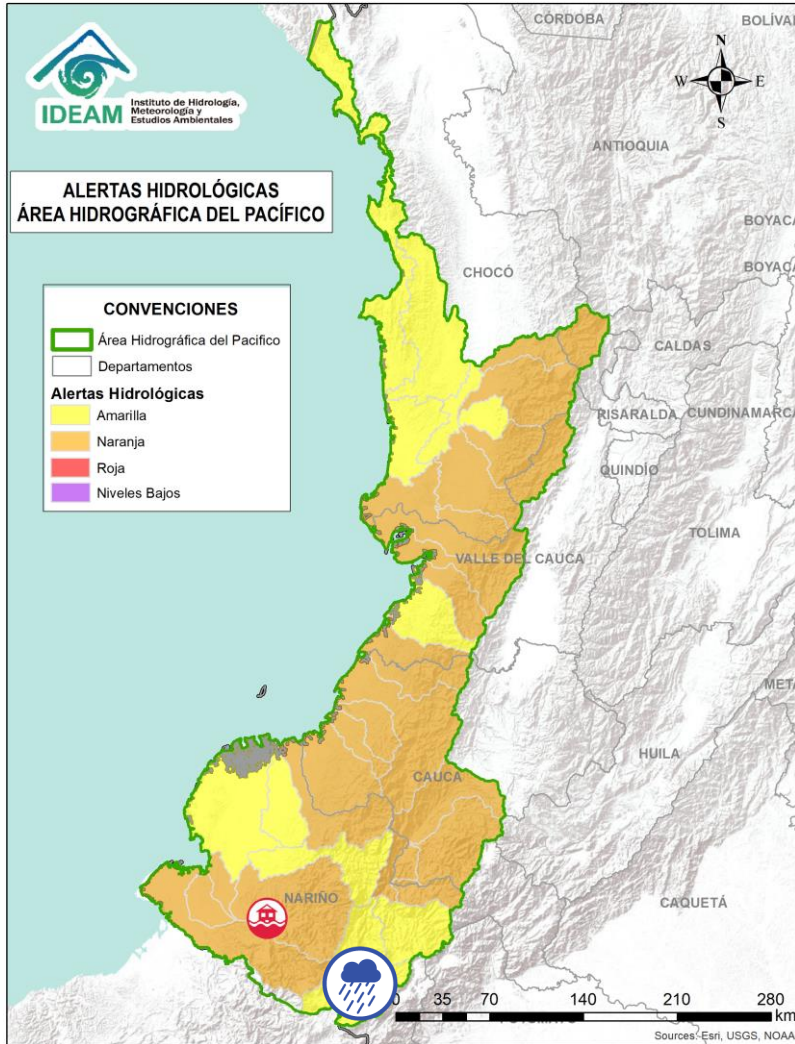 IDEAM
Instituto de Hidrología,
Meteorología y
Estudios Ambientales
ALERTAS HIDROLÓGICAS
ÁREA HIDROGRÁFICA DEL PACÍFICO
CONVENCIONES
Área Hidrográfica del Pacifico
Departamentos
Alertas Hidrológicas
Amarilla
Naranja
Roja
Niveles Bajos
N
W
E
S
CÓRDOBA
BOLÍVA
ANTIOQUIA
BOYACÁ
BOYACÁ
CHOCÓ
CALDAS
RISARALDA
CUNDINAMARCA
QUINDÍO
TOLIMA
VALLE DEL CAUCA
META
HUILA
CAUCA
NARIÑO
CAQUETÁ
0 35 70 140 210 280
km
Sources: Esri, USGS, NOAA